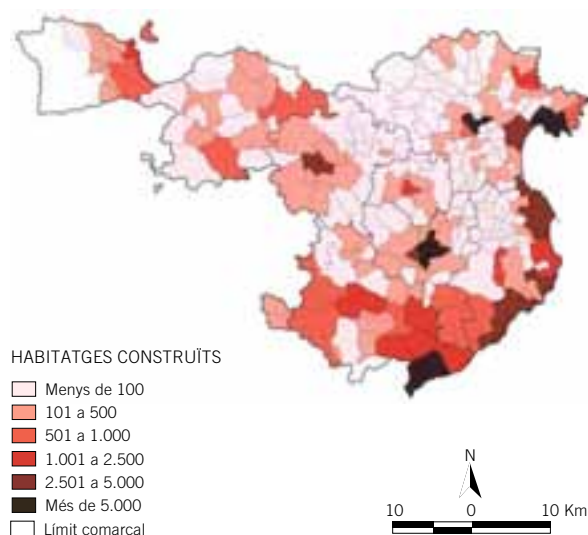 HABITATGES CONSTRUÏTS
Menys de 100
101 a 500
501 a 1.000
1.001 a 2.500
2.501 a 5.000
Més de 5.000
Límit comarcal
N
10 0 10 Km